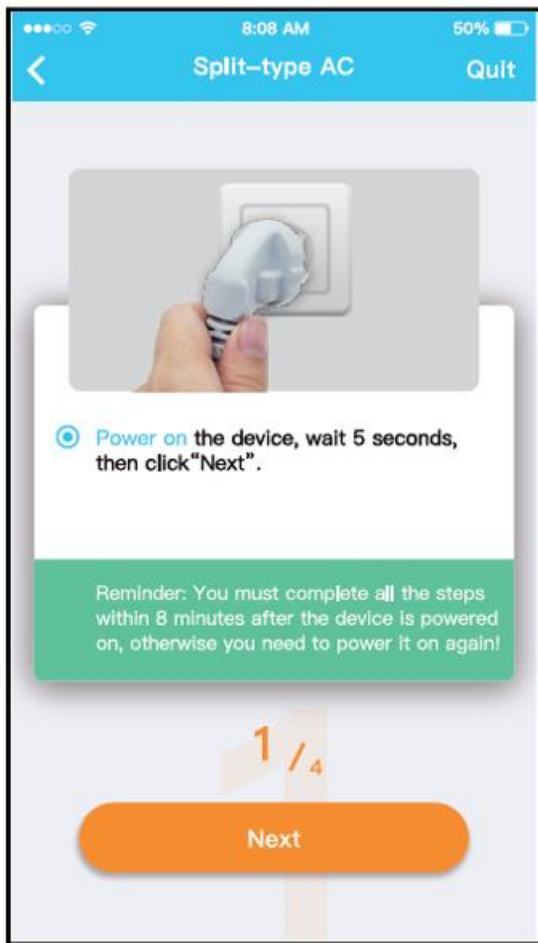 8:08 AM
50%
Split-type AC
Quit
Power on the device, wait 5 seconds,
then click“Next”.
Reminder: You must complete all the steps
within 8 minutes after the device is powered
on, otherwise you need to power it on again!
1/4
Next